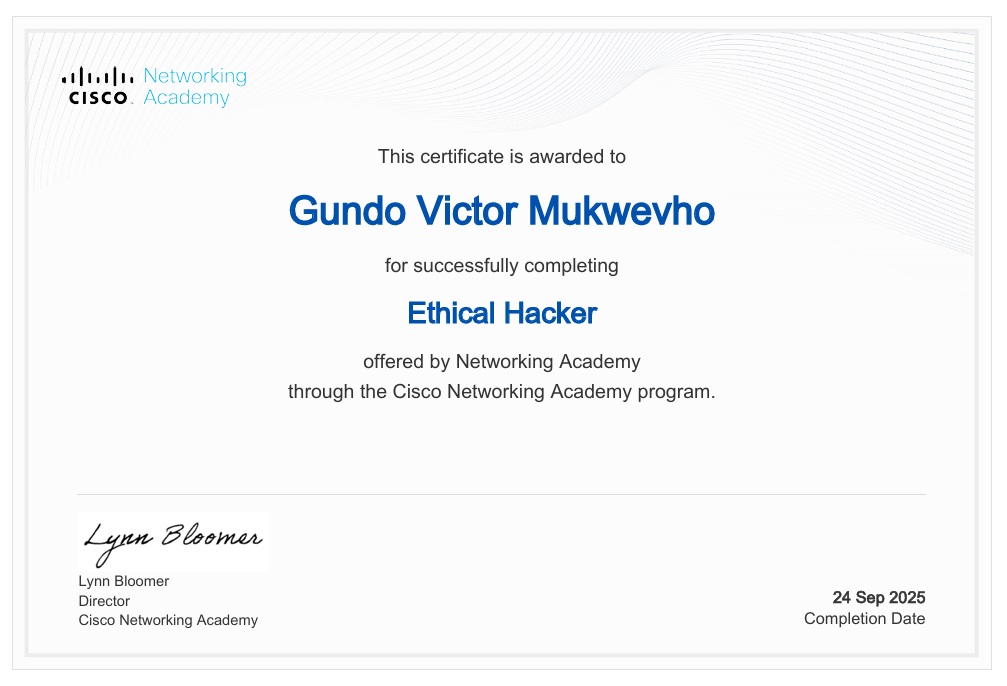 CISCO Networking Academy
This certificate is awarded to
Gundo Victor Mukwevho
for successfully completing
Ethical Hacker
offered by Networking Academy
through the Cisco Networking Academy program.
Lynn Bloomer
Lynn Bloomer
Director
Cisco Networking Academy
24 Sep 2025
Completion Date